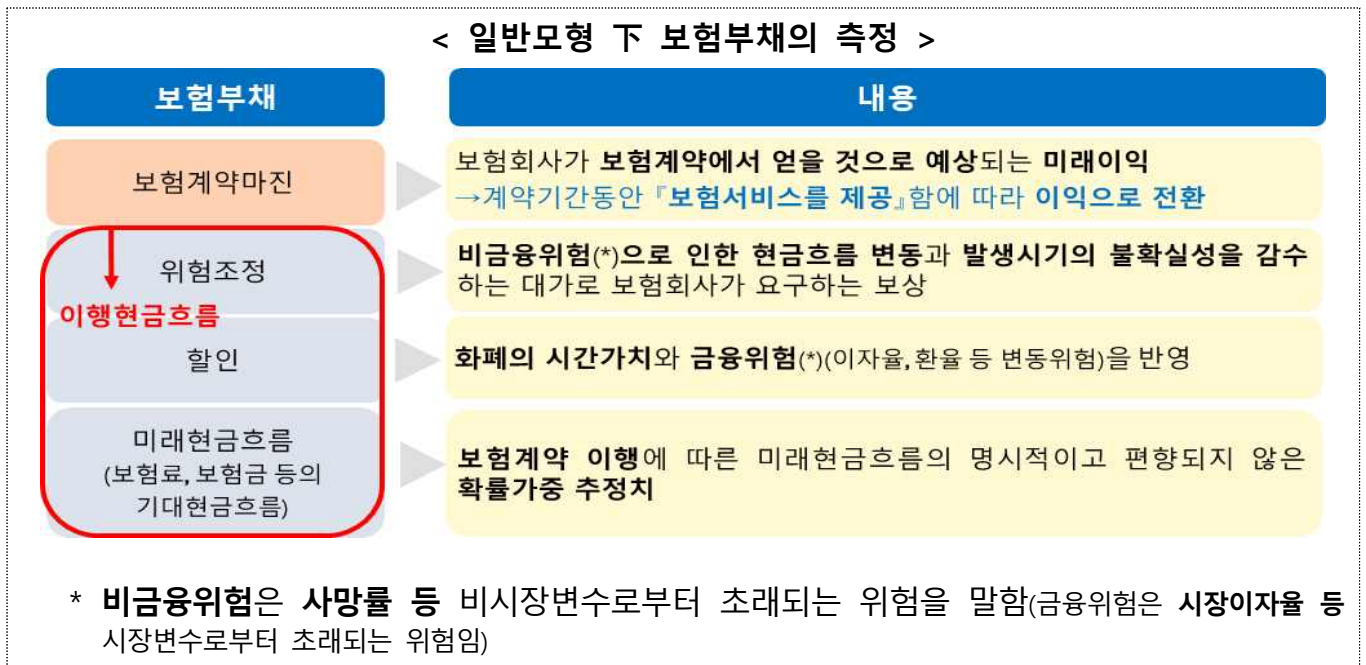 < 일반모형 下 보험부채의 측정 >
보험부채
내용
보험계약마진
보험회사가 보험계약에서 얻을 것으로 예상되는 미래이익
→계약기간동안 『보험서비스를 제공』함에 따라 이익으로 전환
위험조정
비금융위험(*)으로 인한 현금흐름 변동과 발생시기의 불확실성을 감수
하는 대가로 보험회사가 요구하는 보상
이행현금흐름
할인
화폐의 시간가치와 금융위험(*)(이자율, 환율 등 변동위험)을 반영
미래현금흐름
(보험료, 보험금 등의
기대현금흐름)
보험계약 이행에 따른 미래현금흐름의 명시적이고 편향되지 않은
확률가중 추정치
* 비금융위험은 사망률 등 비시장변수로부터 초래되는 위험을 말함(금융위험은 시장이자율 등
시장변수로부터 초래되는 위험임)